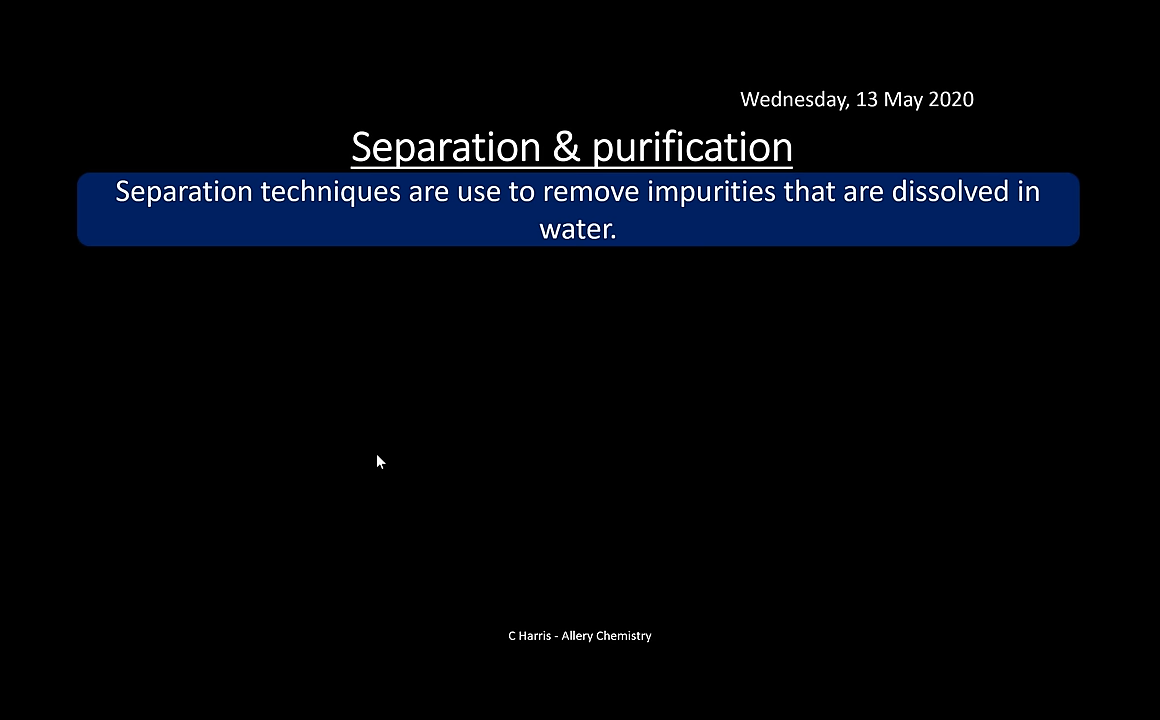 Wednesday, 13 May 2020
Separation & purification
Separation techniques are use to remove impurities that are dissolved in
water.
C Harris - Allery Chemistry